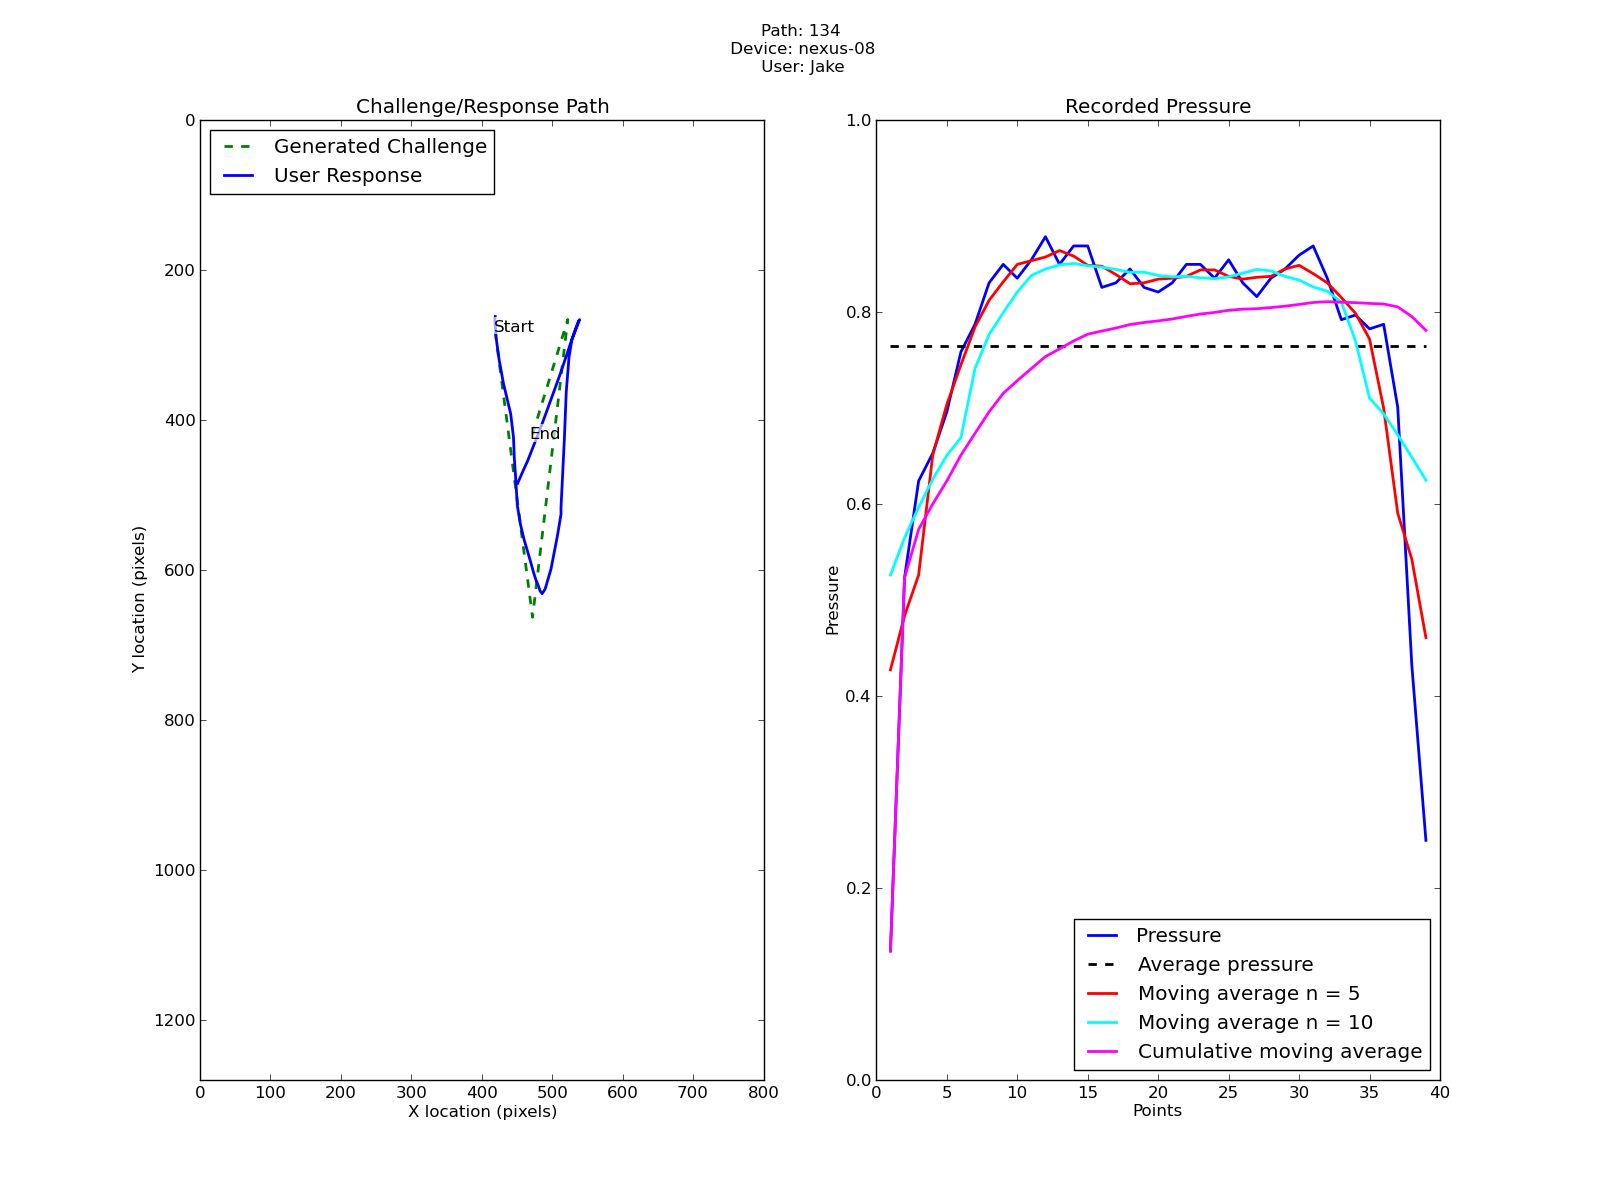 Path: 134
Device: nexus-08
User: Jake
Challenge/Response Path
Generated Challenge
User Response
Start
End
0
200
400
600
800
1000
1200
Y location (pixels)
0 100 200 300 400 500 600 700 800
X location (pixels)
Recorded Pressure
1.0
0.8
0.6
0.4
0.2
0.0
Pressure
Pressure
Average pressure
Moving average n = 5
Moving average n = 10
Cumulative moving average
0 5 10 15 20 25 30 35 40
Points